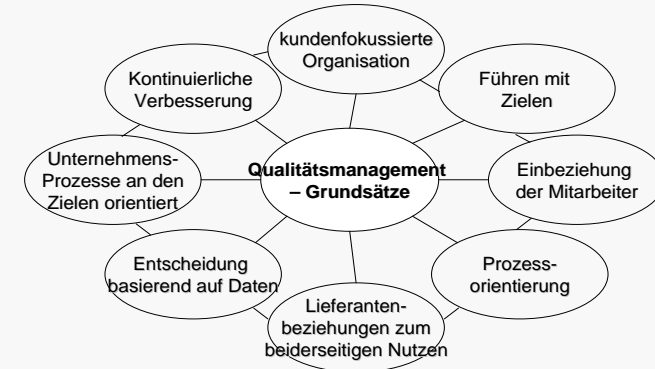 kundenfokussierte
Organisation
Kontinuierliche
Verbesserung
Führen mit
Zielen
Unternehmens-
Prozesse an den
Zielen orientiert
Qualitätsmanagement
– Grundsätze
Einbeziehung
der Mitarbeiter
Entscheidung
basierend auf Daten
Prozess-
orientierung
Lieferanten-
beziehungen zum
beiderseitigen Nutzen